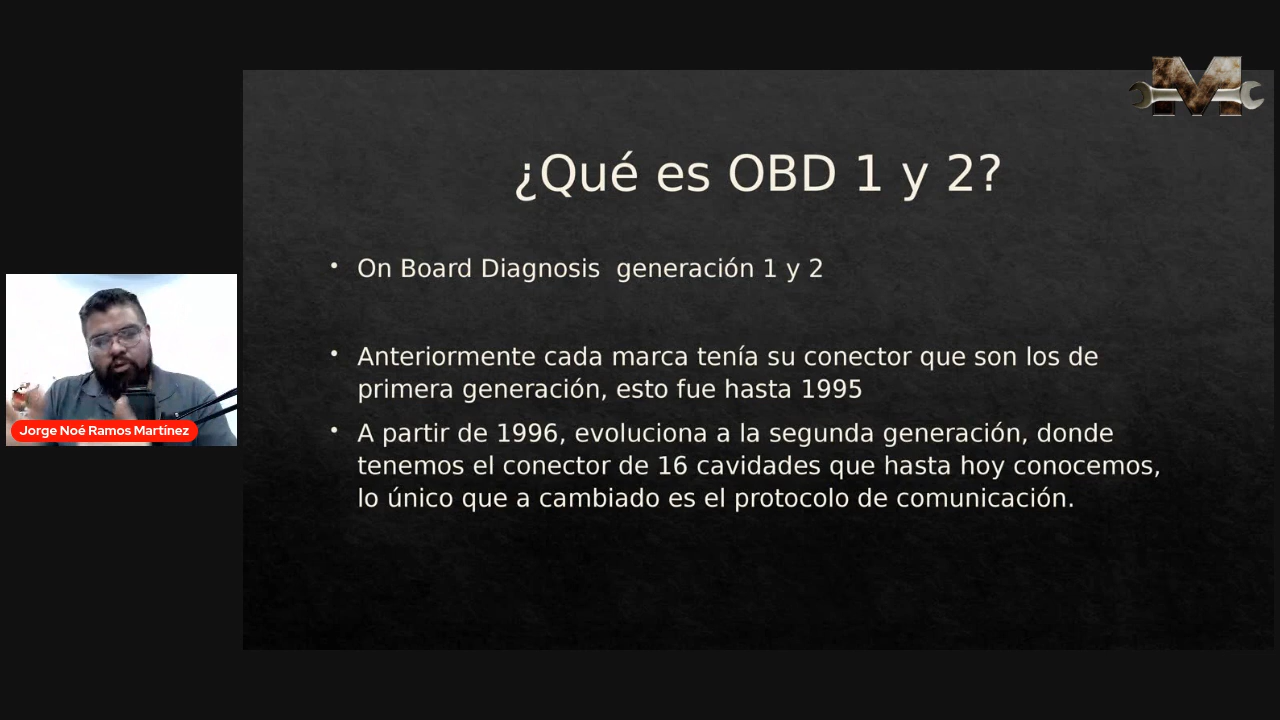 M
¿Qué es OBD 1 y 2?
• On Board Diagnosis  generación 1 y 2
• Anteriormente cada marca tenía su conector que son los de
primera generación, esto fue hasta 1995
• A partir de 1996, evoluciona a la segunda generación, donde
tenemos el conector de 16 cavidades que hasta hoy conocemos,
lo único que a cambiado es el protocolo de comunicación.
Jorge Noé Ramos Martínez